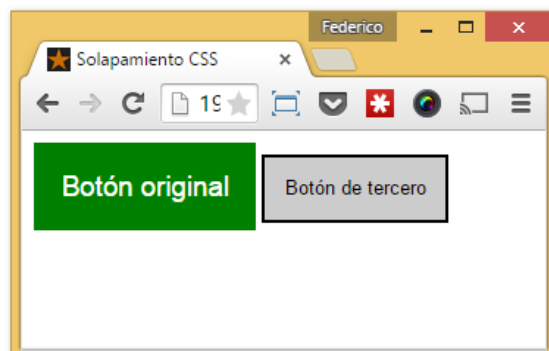 Federico
Solapamiento CSS
19
Botón original
Botón de tercero